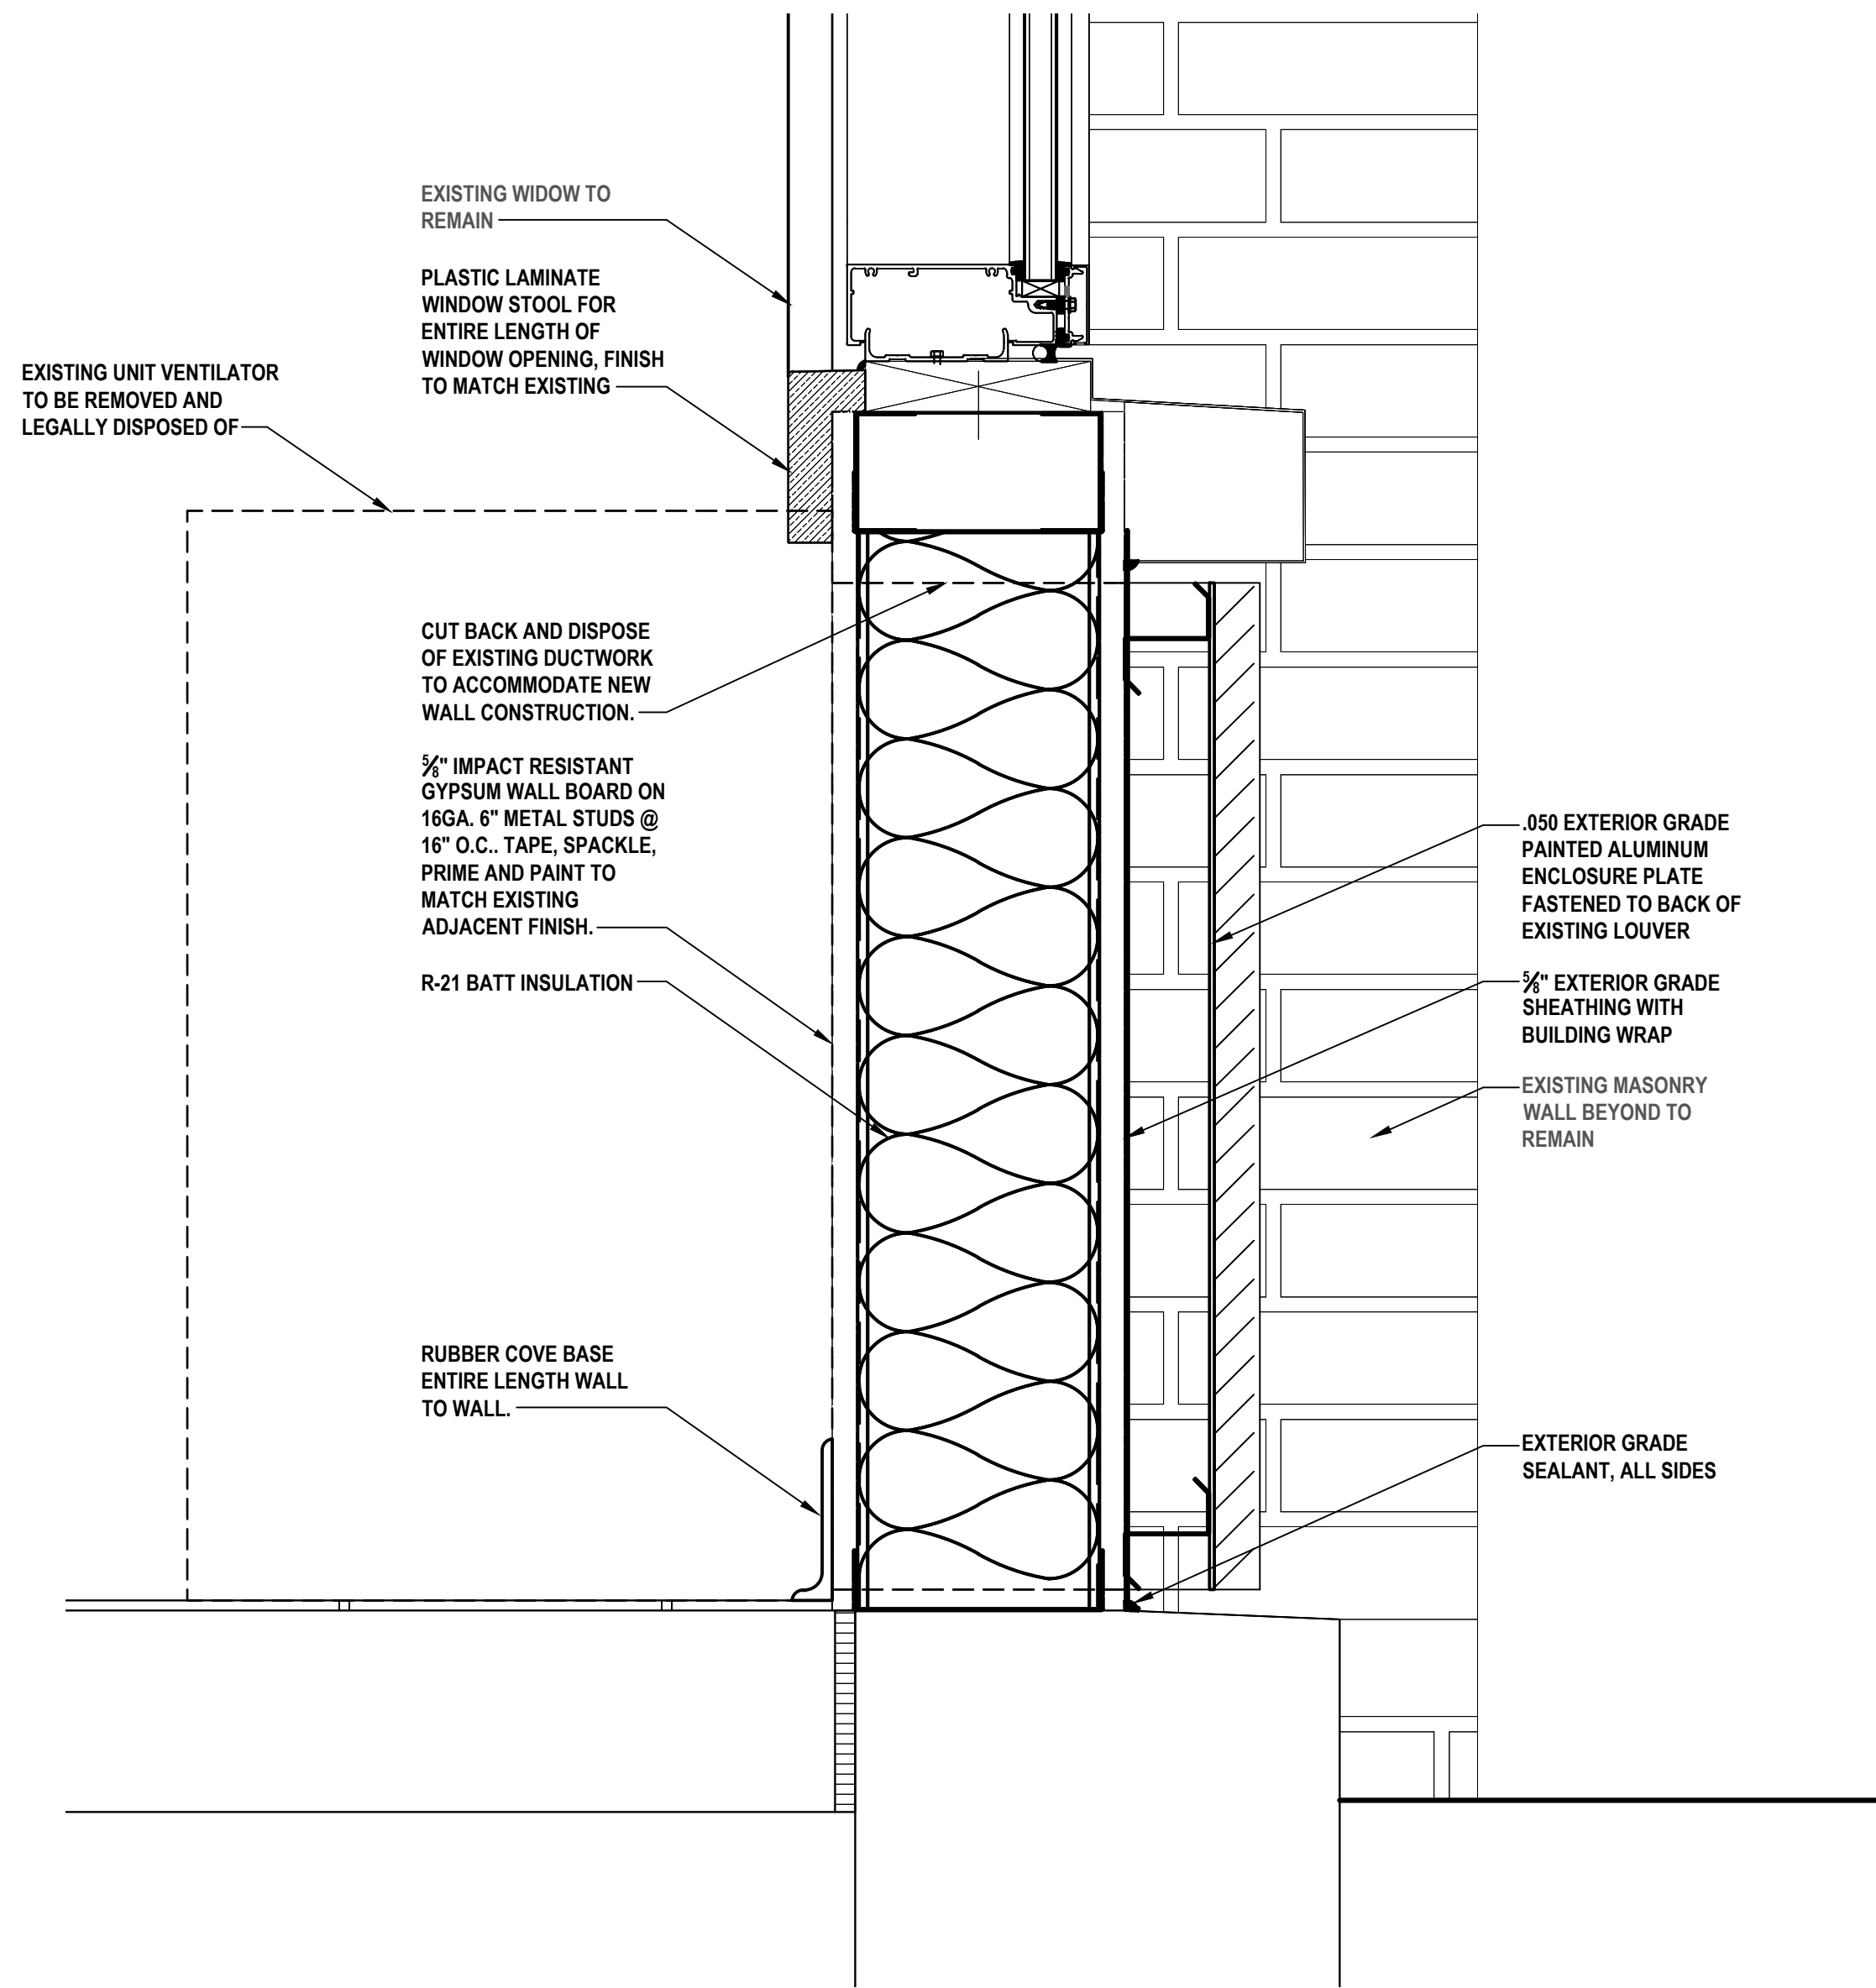 EXISTING WIDOW TO
REMAIN
PLASTIC LAMINATE
WINDOW STOOL FOR
ENTIRE LENGTH OF
WINDOW OPENING, FINISH
TO MATCH EXISTING
EXISTING UNIT VENTILATOR
TO BE REMOVED AND
LEGALLY DISPOSED OF
CUT BACK AND DISPOSE
OF EXISTING DUCTWORK
TO ACCOMMODATE NEW
WALL CONSTRUCTION.
⅝" IMPACT RESISTANT
GYPSUM WALL BOARD ON
16GA. 6" METAL STUDS @
16" O.C.. TAPE, SPACKLE,
PRIME AND PAINT TO
MATCH EXISTING
ADJACENT FINISH.
R-21 BATT INSULATION
RUBBER COVE BASE
ENTIRE LENGTH WALL
TO WALL.
.050 EXTERIOR GRADE
PAINTED ALUMINUM
ENCLOSURE PLATE
FASTENED TO BACK OF
EXISTING LOUVER
⅝" EXTERIOR GRADE
SHEATHING WITH
BUILDING WRAP
EXISTING MASONRY
WALL BEYOND TO
REMAIN
EXTERIOR GRADE
SEALANT, ALL SIDES